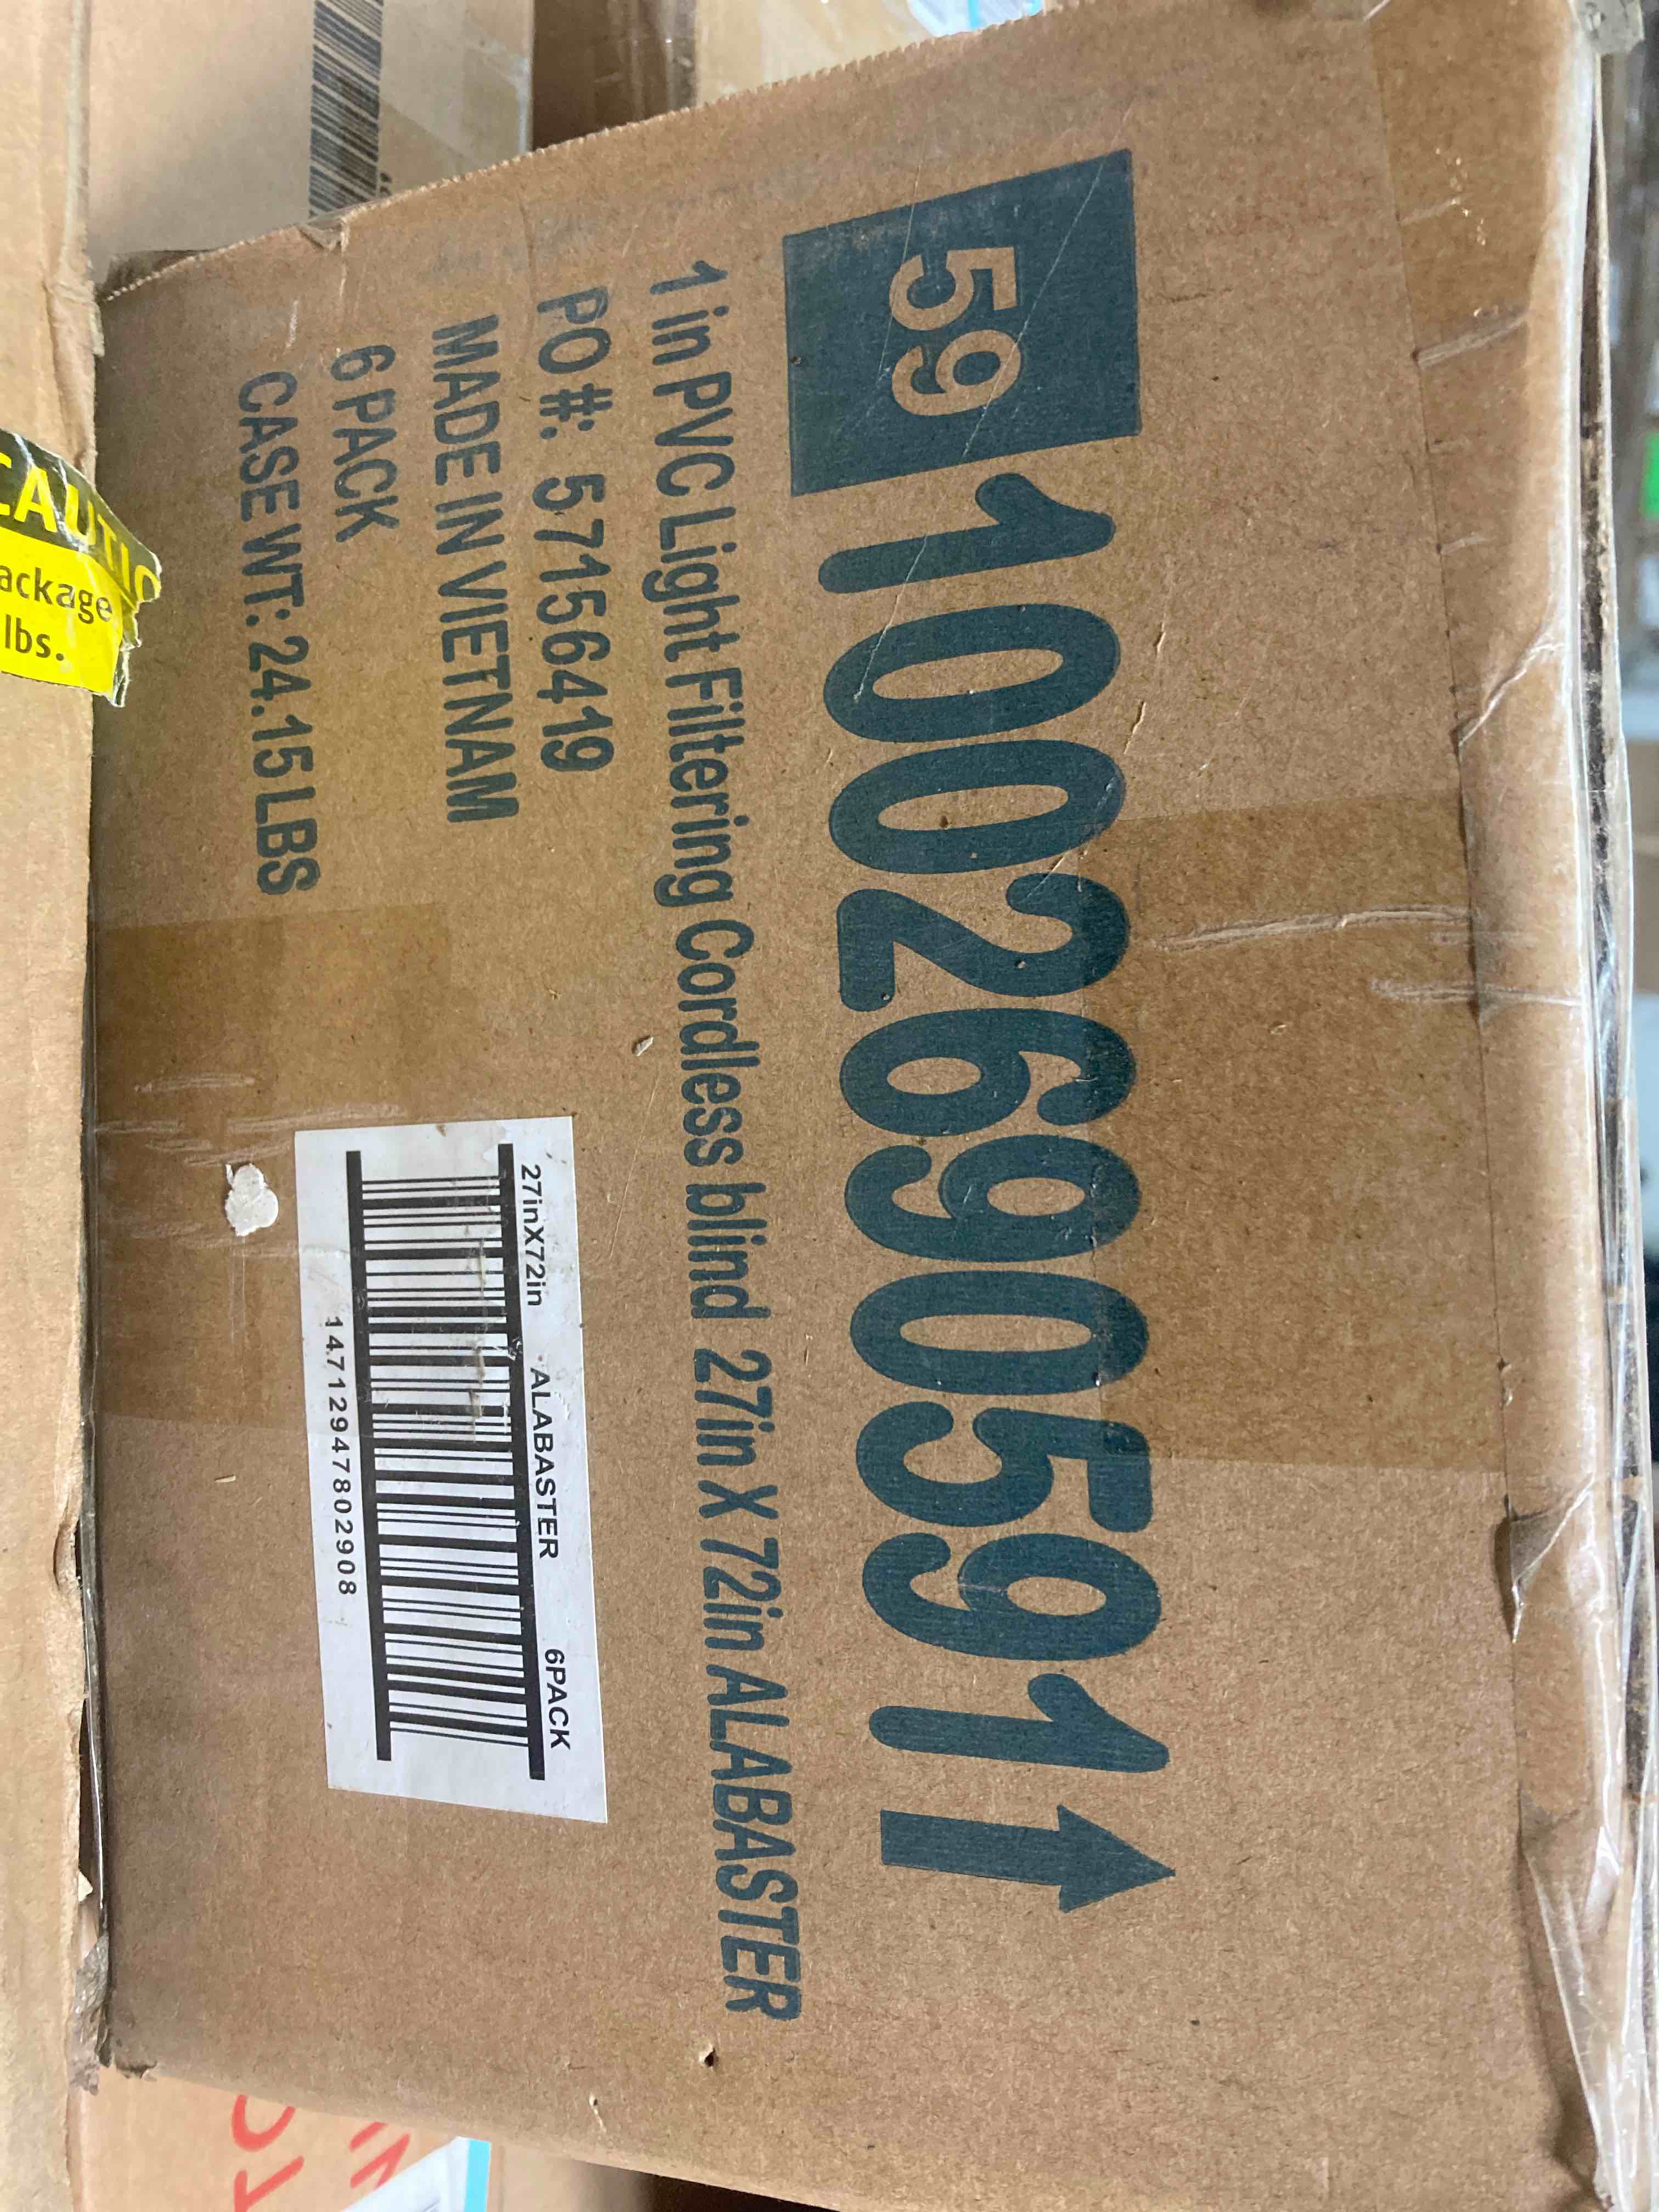 59 1002690591
1 in PVC Light Filtering Cordless blind 27in X 72in ALABASTER
PO #: 57156419
MADE IN VIETNAM
6 PACK
CASE WT: 24.15 LBS
27inX72in ALABASTER 6PACK
14712947802908
CAUTIO
ackage
lbs.